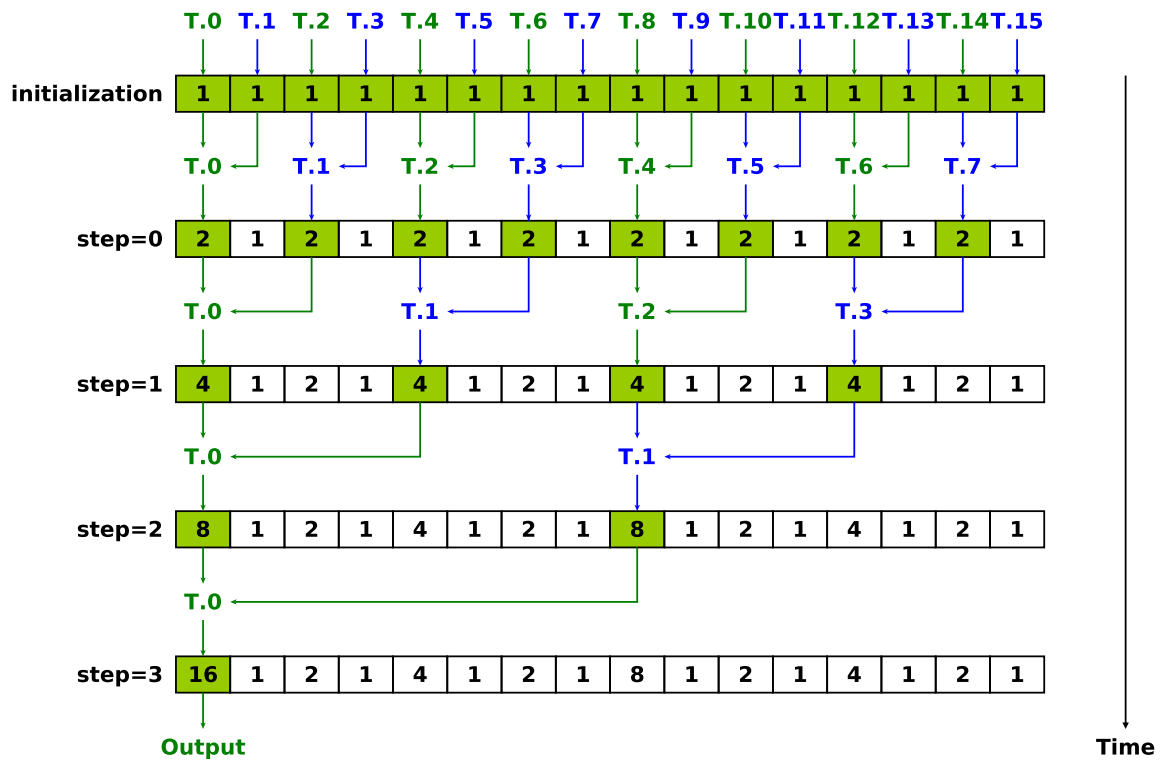 T.0 T.1 T.2 T.3 T.4 T.5 T.6 T.7 T.8 T.9 T.10 T.11 T.12 T.13 T.14 T.15
initialization 1 1 1 1 1 1 1 1 1 1 1 1 1 1 1 1
T.0 T.1 T.2 T.3 T.4 T.5 T.6 T.7
step=0 2 1 2 1 2 1 2 1 2 1 2 1 2 1 2 1
T.0 T.1 T.2 T.3
step=1 4 1 2 1 4 1 2 1 4 1 2 1 4 1 2 1
T.0 T.1
step=2 8 1 2 1 4 1 2 1 8 1 2 1 4 1 2 1
T.0
step=3 16 1 2 1 4 1 2 1 8 1 2 1 4 1 2 1
Output Time